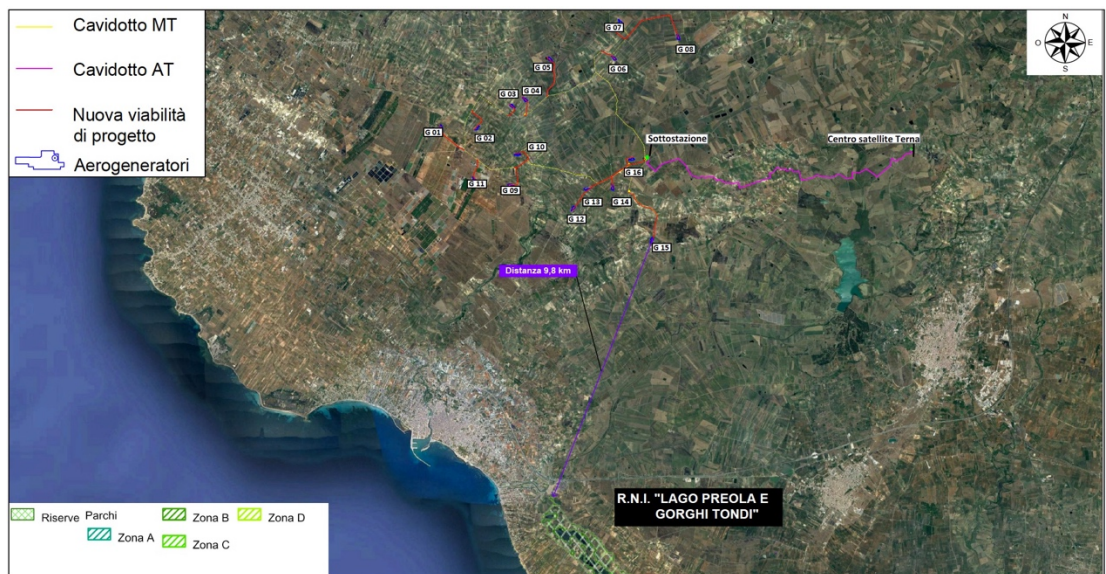 Cavidotto MT
Cavidotto AT
Nuova viabilità
di progetto
Aerogeneratori
N
O
E
S
G 07
G 08
G 05
G 06
G 03
G 04
G 01
G 02
G 10
Sottostazione
Centro satellite Terna
G 11
G 09
G 16
G 13
G 14
G 12
G 15
Distanza 9,8 km
R.N.I. "LAGO PREOLA E
GORGHI TONDI"
Riserve
Parchi
Zona A
Zona B
Zona C
Zona D